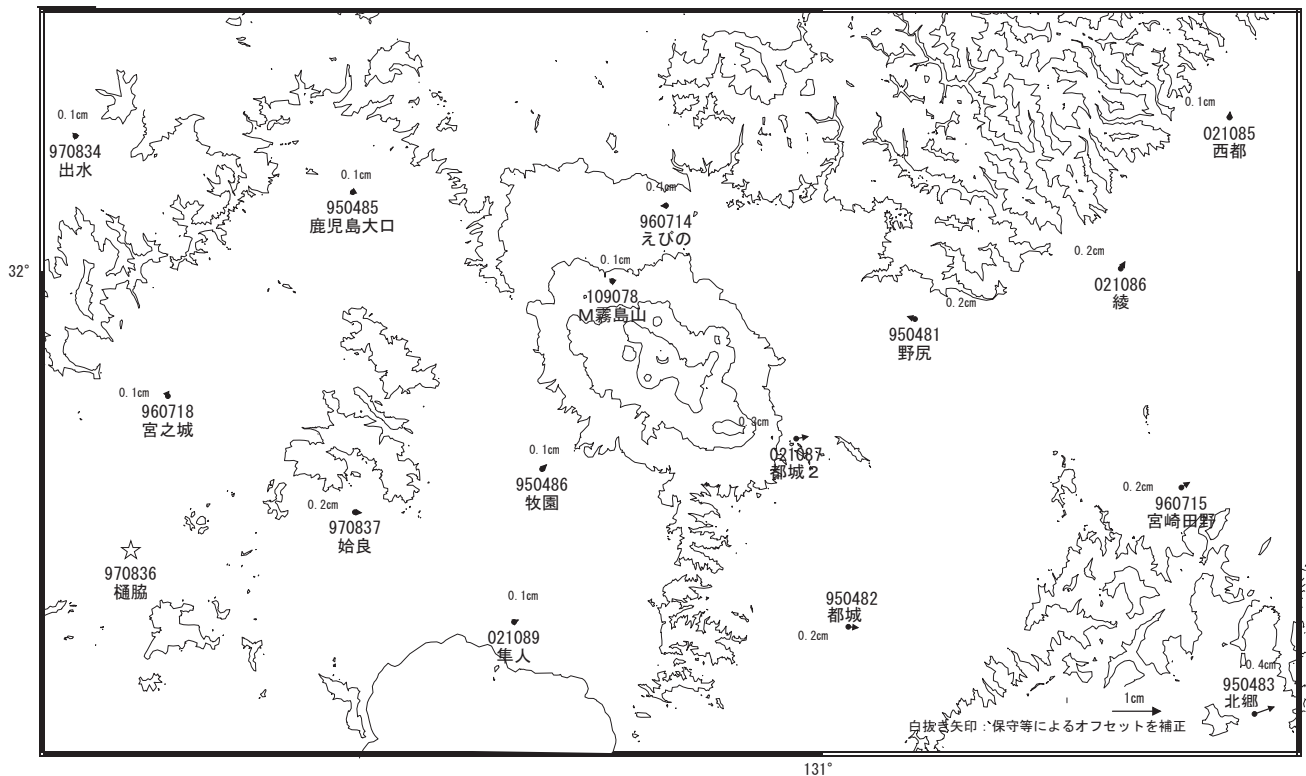 0.1cm
970834
出水
0.1cm
950485
鹿児島大口
0.1cm
960714
えびの
0.1cm
021085
西都
32°
0.1cm
109078
M霧島山
0.2cm
021086
綾
0.2cm
950481
野尻
0.1cm
960718
宮之城
0.3cm
021087
都城2
0.1cm
950486
牧園
0.2cm
970837
姶良
0.2cm
960715
宮崎田野
970836
樋脇
0.1cm
021089
隼人
950482
都城
0.2cm
0.4cm
950483
北郷
1cm
白抜き矢印：保守等によるオフセットを補正
131°